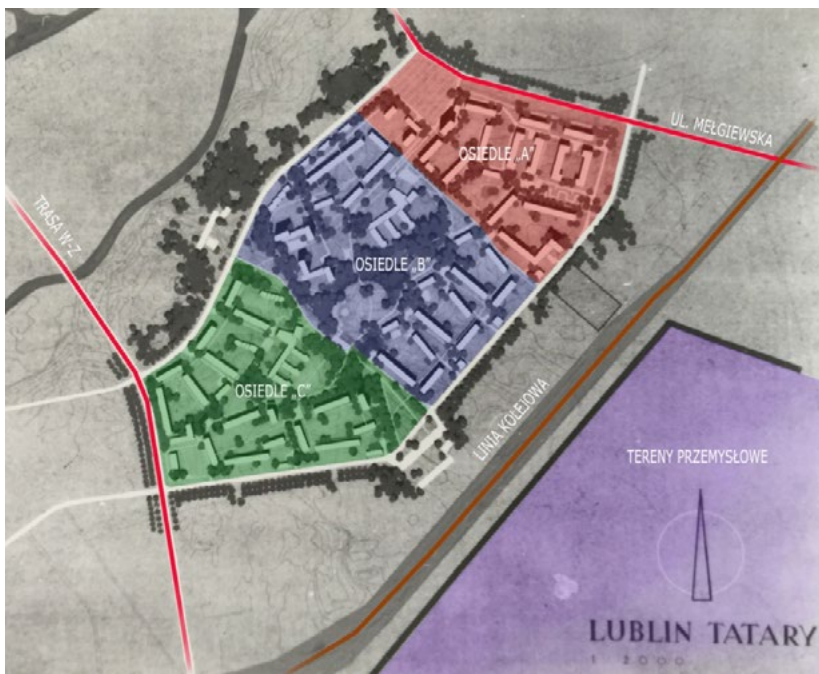 UL. MEŁGIEWSKA
OSIEDLE „A”
TRASA W-Z
OSIEDLE „B”
OSIEDLE „C”
LINIA KOLEJOWA
TERENY PRZEMYSŁOWE
LUBLIN TATARY
1 2000